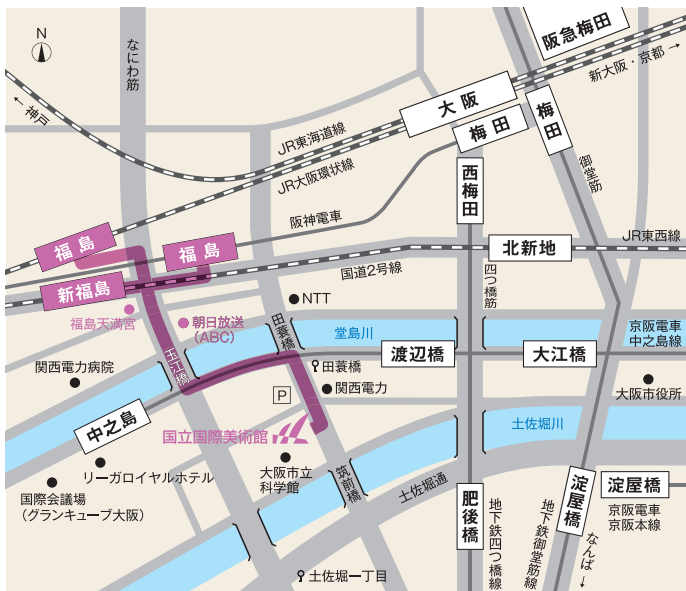 N
なにわ筋
阪急梅田
新大阪・京都→
←神戸
大阪
梅田
梅田
JR東海道線
JR大阪環状線
西梅田
御堂筋
阪神電車
福島
福島
北新地
JR東西線
新福島
国道2号線
四つ橋筋
NTT
福島天満宮
朝日放送
(ABC)
田蓑橋
堂島川
京阪電車
中之島線
玉江橋
渡辺橋
大江橋
関西電力病院
田蓑橋
P
関西電力
大阪市役所
中之島
国立国際美術館
土佐堀川
リーガロイヤルホテル
大阪市立
科学館
筑前橋
土佐堀通
国際会議場
(グランキューブ大阪)
肥後橋
地下鉄四つ橋線
地下鉄御堂筋線
淀屋橋
淀屋橋
京阪電車
京阪本線
なんば→
土佐堀一丁目